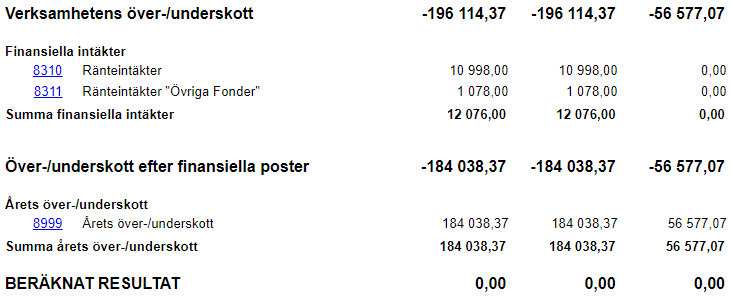 Verksamhetens över-/underskott -196 114,37 -196 114,37 -56 577,07
Finansiella intäkter
8310 Ränteintäkter 10 998,00 10 998,00 0,00
8311 Ränteintäkter "Övriga Fonder" 1 078,00 1 078,00 0,00
Summa finansiella intäkter 12 076,00 12 076,00 0,00
Över-/underskott efter finansiella poster -184 038,37 -184 038,37 -56 577,07
Årets över-/underskott
8999 Årets över-/underskott 184 038,37 184 038,37 56 577,07
Summa årets över-/underskott 184 038,37 184 038,37 56 577,07
BERÄKNAT RESULTAT 0,00 0,00 0,00